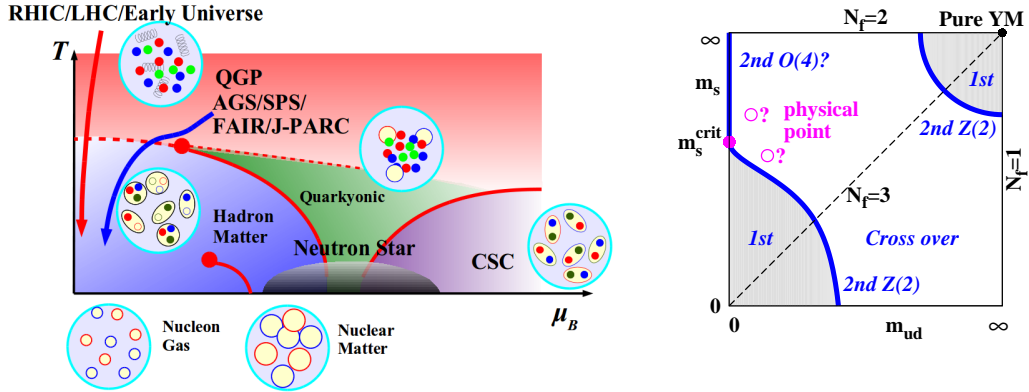 RHIC/LHC/Early Universe
T
QGP
AGS/SPS/
FAIR/J-PARC
Quarkyonic
Hadron
Matter
Neutron Star
CSC
μB
Nucleon
Gas
Nuclear
Matter
Nf=2
Pure YM
∞
2nd O(4)?
1st
ms
?
physical
point
2nd Z(2)
mscrit
?
Nf=3
Nf=1
1st
Cross over
2nd Z(2)
0
0
mud
∞